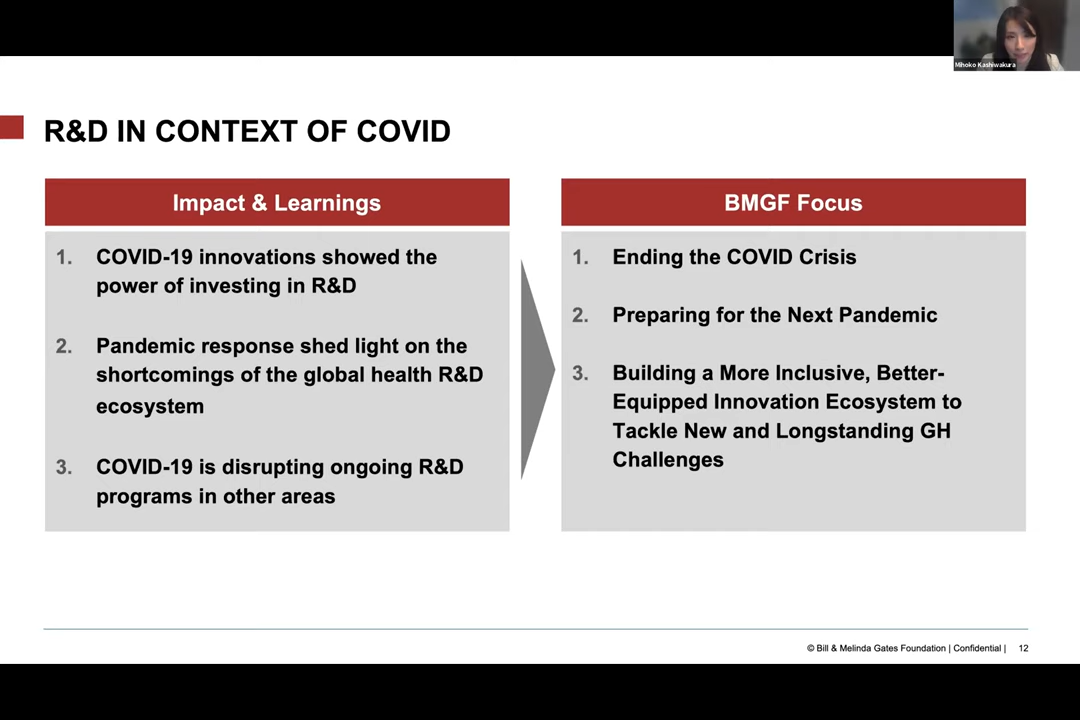 Mihoko Kashiwakura
R&D IN CONTEXT OF COVID
Impact & Learnings
1. COVID-19 innovations showed the
power of investing in R&D
2. Pandemic response shed light on the
shortcomings of the global health R&D
ecosystem
3. COVID-19 is disrupting ongoing R&D
programs in other areas
BMGF Focus
1. Ending the COVID Crisis
2. Preparing for the Next Pandemic
3. Building a More Inclusive, Better-
Equipped Innovation Ecosystem to
Tackle New and Longstanding GH
Challenges
© Bill & Melinda Gates Foundation | Confidential | 12